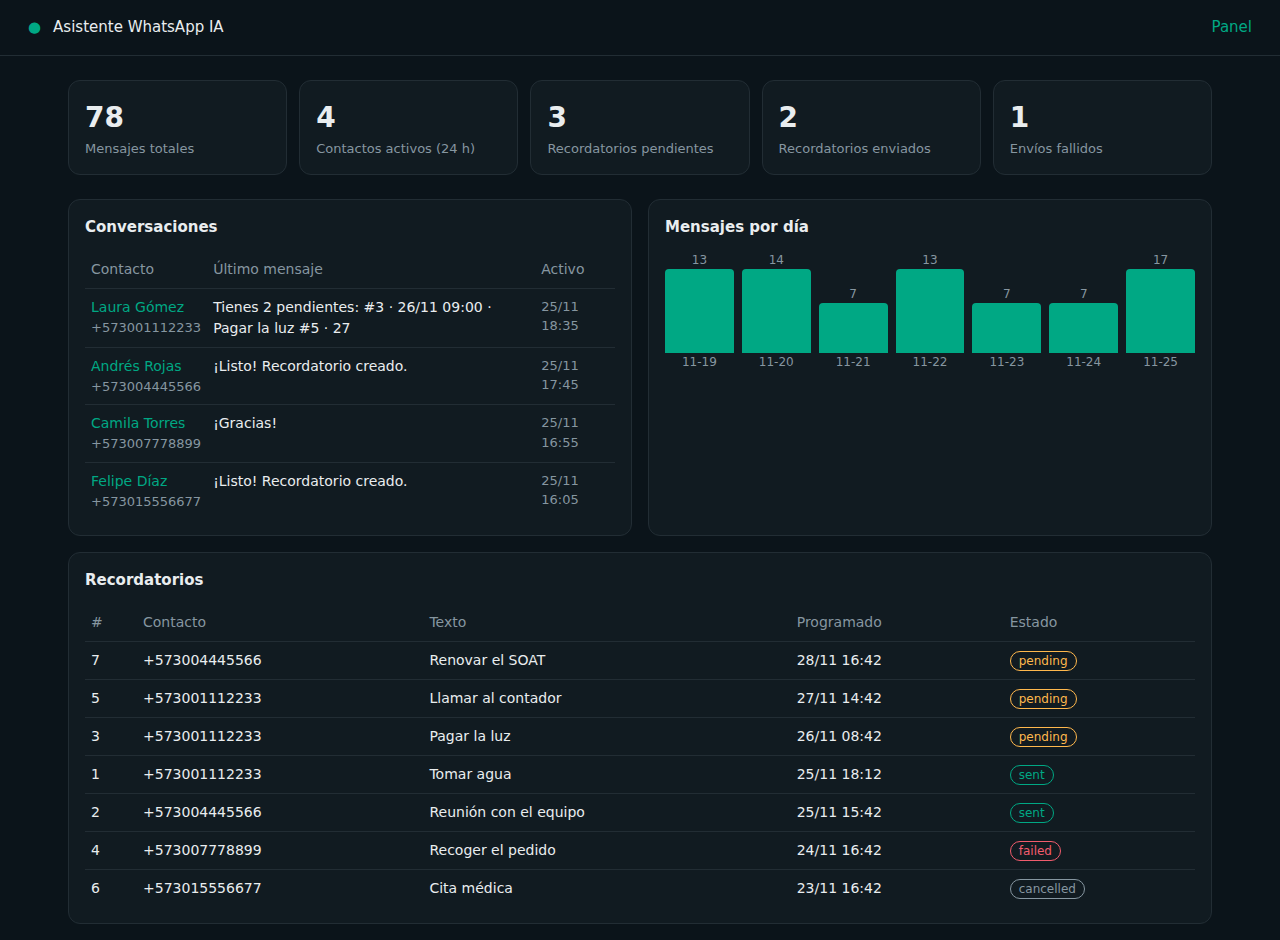 Asistente WhatsApp IA
Panel
78
Mensajes totales
4
Contactos activos (24 h)
3
Recordatorios pendientes
2
Recordatorios enviados
1
Envíos fallidos
Conversaciones
Contacto Último mensaje Activo
Laura Gómez
+573001112233
Tienes 2 pendientes: #3 · 26/11 09:00 ·
Pagar la luz #5 · 27
25/11
18:35
Andrés Rojas
+573004445566
¡Listo! Recordatorio creado.
25/11
17:45
Camila Torres
+573007778899
¡Gracias!
25/11
16:55
Felipe Díaz
+573015556677
¡Listo! Recordatorio creado.
25/11
16:05
Mensajes por día
13 14 7 13 7 7 17
11-19 11-20 11-21 11-22 11-23 11-24 11-25
Recordatorios
# Contacto Texto Programado Estado
7 +573004445566 Renovar el SOAT 28/11 16:42 pending
5 +573001112233 Llamar al contador 27/11 14:42 pending
3 +573001112233 Pagar la luz 26/11 08:42 pending
1 +573001112233 Tomar agua 25/11 18:12 sent
2 +573004445566 Reunión con el equipo 25/11 15:42 sent
4 +573007778899 Recoger el pedido 24/11 16:42 failed
6 +573015556677 Cita médica 23/11 16:42 cancelled